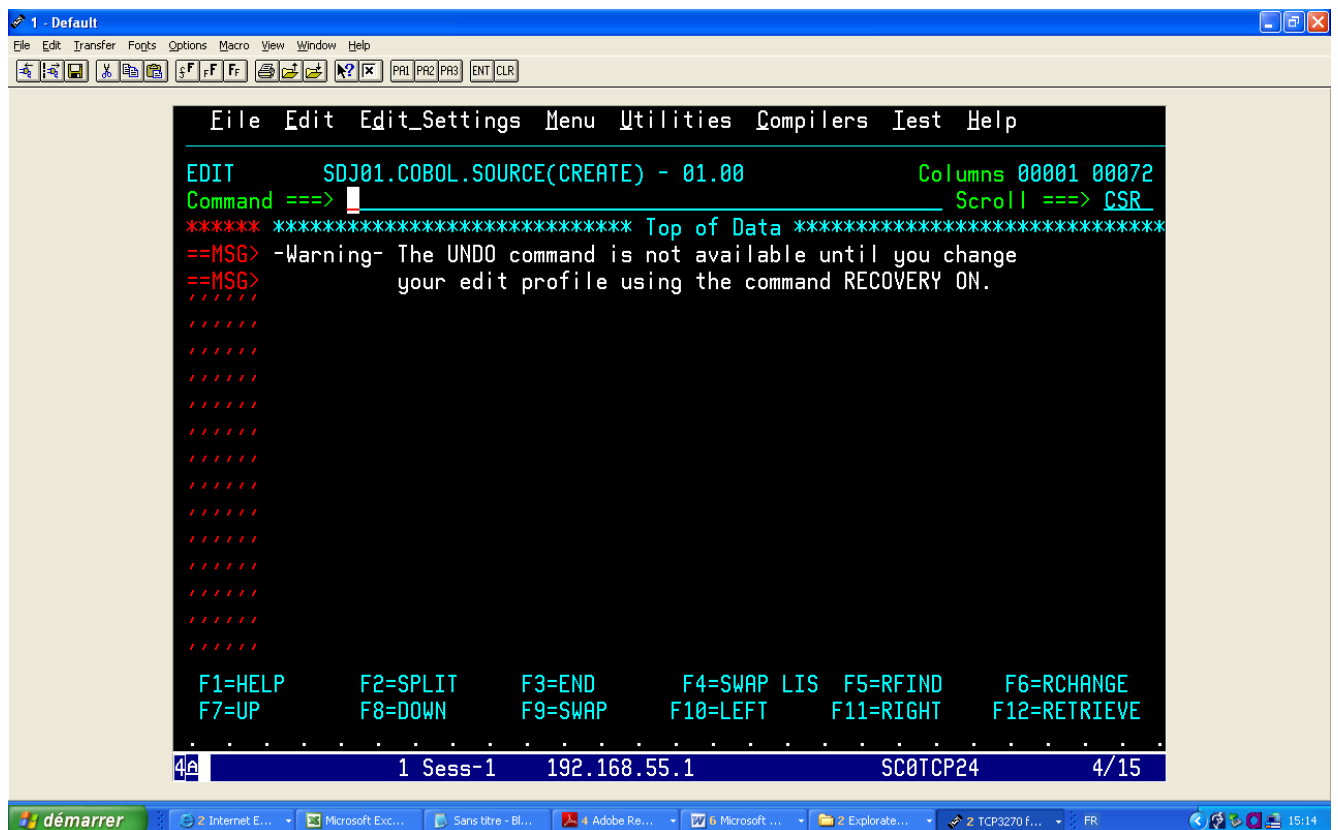 1 - Default
File Edit Transfer Fonts Options Macro View Window Help
PA1 PA2 PA3 ENT CLR
File Edit Edit_Settings Menu Utilities Compilers Test Help
EDIT SDJ01.COBOL.SOURCE(CREATE) - 01.00 Columns 00001 00072
Command ===> Scroll ===> CSR
****** **************************** Top of Data ******************************
==MSG> -Warning- The UNDO command is not available until you change
==MSG> your edit profile using the command RECOVERY ON.
''''''
''''''
''''''
''''''
''''''
''''''
''''''
''''''
''''''
''''''
''''''
''''''
''''''
''''''
F1=HELP F2=SPLIT F3=END F4=SWAP LIS F5=RFIND F6=RCHANGE
F7=UP F8=DOWN F9=SWAP F10=LEFT F11=RIGHT F12=RETRIEVE
. . . . . . . . . . . . . . . . . . . . . . . . . . .
4A 1 Sess-1 192.168.55.1 SC0TCP24 4/15
démarrer 2 Internet E... Microsoft Exc... Sans titre - Bl... 4 Adobe Re... 6 Microsoft ... 2 Explorate... 2 TCP3270 f... FR 15:14